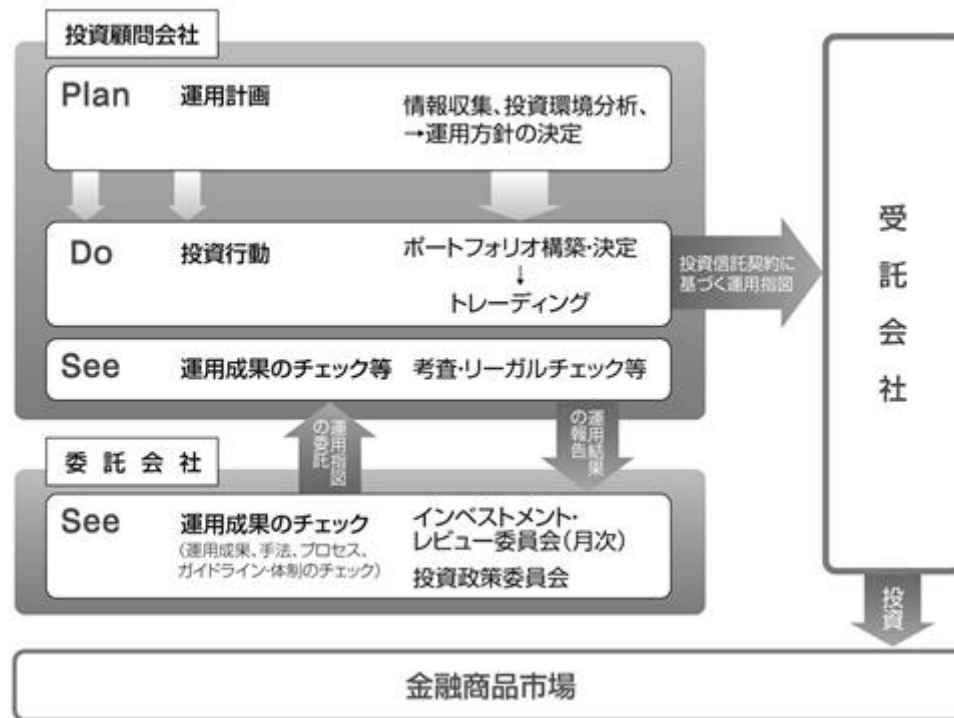 投資顧問会社
Plan 運用計画
情報収集、投資環境分析、
→運用方針の決定
Do 投資行動
ポートフォリオ構築・決定
↓
トレーディング
See 運用成果のチェック等 考査・リーガルチェック等
投資信託契約に
基づく運用指図
受託会社
運用指図
の委託
運用結果
の報告
委託会社
See 運用成果のチェック
(運用成果、手法、プロセス、
ガイドライン・体制のチェック)
インベストメント・
レビュー委員会(月次)
投資政策委員会
投資
金融商品市場